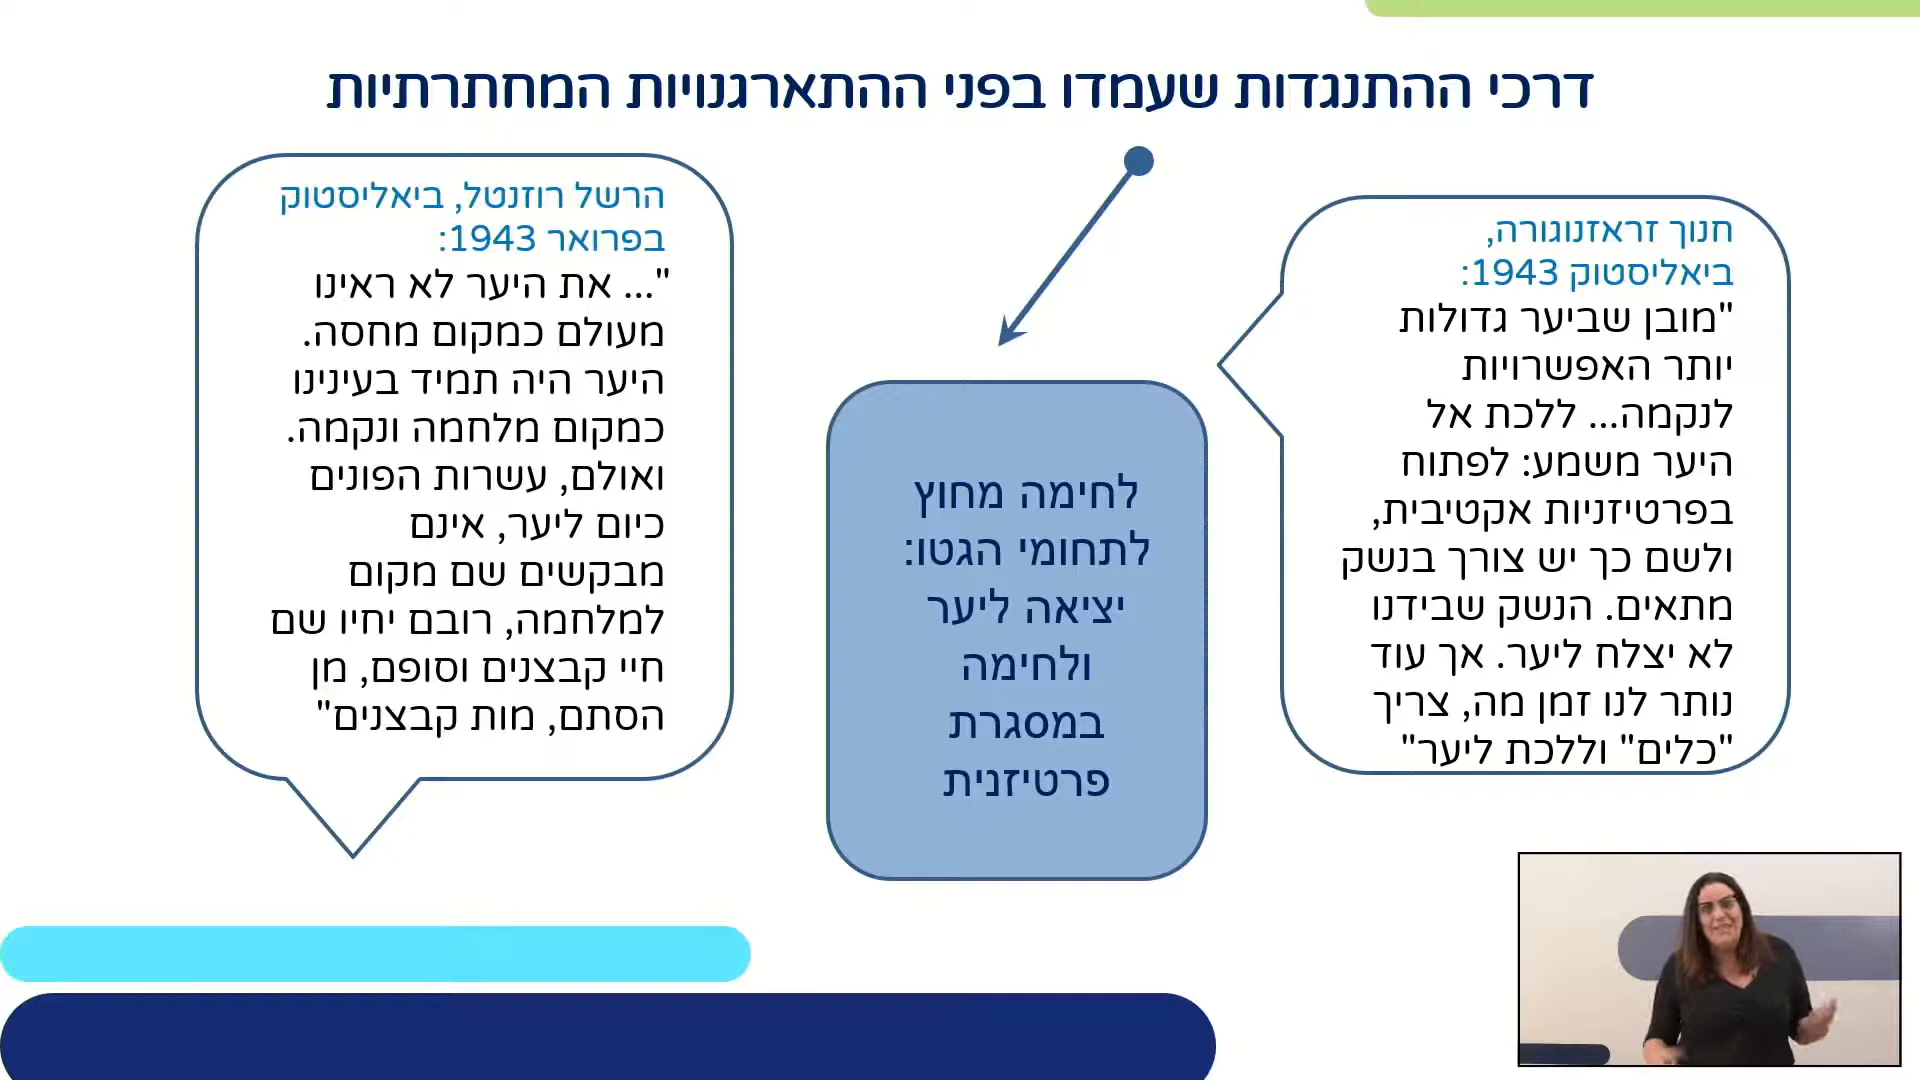 דרכי ההתנגדות שעמדו בפני ההתארגנויות המחתרתיות
חנוך זראזנוגורה,
ביאליסטוק 1943:
"מובן שביער גדולות
יותר האפשרויות
לנקמה... ללכת אל
היער משמע: לפתוח
בפרטיזניות אקטיבית,
ולשם כך יש צורך בנשק
מתאים. הנשק שבידנו
לא יצלח ליער. אך עוד
נותר לנו זמן מה, צריך
"כלים" וללכת ליער"
לחימה מחוץ
לתחומי הגטו:
יציאה ליער
ולחימה
במסגרת
פרטיזנית
הרשל רוזנטל, ביאליסטוק
בפרואר 1943:
"... את היער לא ראינו
מעולם כמקום מחסה.
היער היה תמיד בעינינו
כמקום מלחמה ונקמה.
ואולם, עשרות הפונים
כיום ליער, אינם
מבקשים שם מקום
למלחמה, רובם יחיו שם
חיי קבצנים וסופם, מן
הסתם, מות קבצנים"